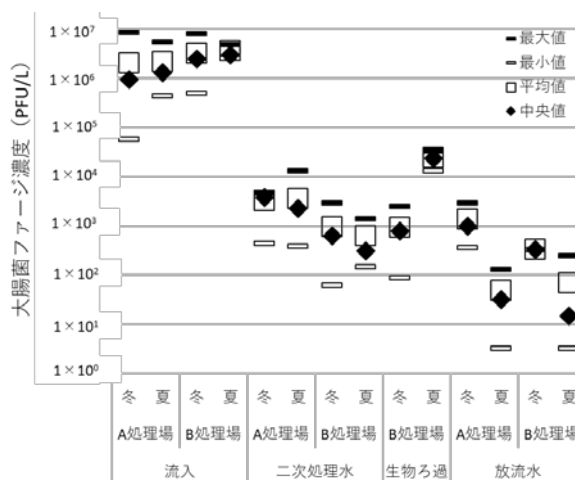 大腸菌ファージ濃度（PFU/L）
1×10⁷
1×10⁶
1×10⁵
1×10⁴
1×10³
1×10²
1×10¹
1×10⁰
最大値
最小値
平均値
中央値
冬 夏 冬 夏 冬 夏 冬 夏 冬 夏 冬 夏 冬 夏
A処理場 B処理場 A処理場 B処理場 B処理場 A処理場 B処理場
流入 二次処理水 生物ろ過 放流水